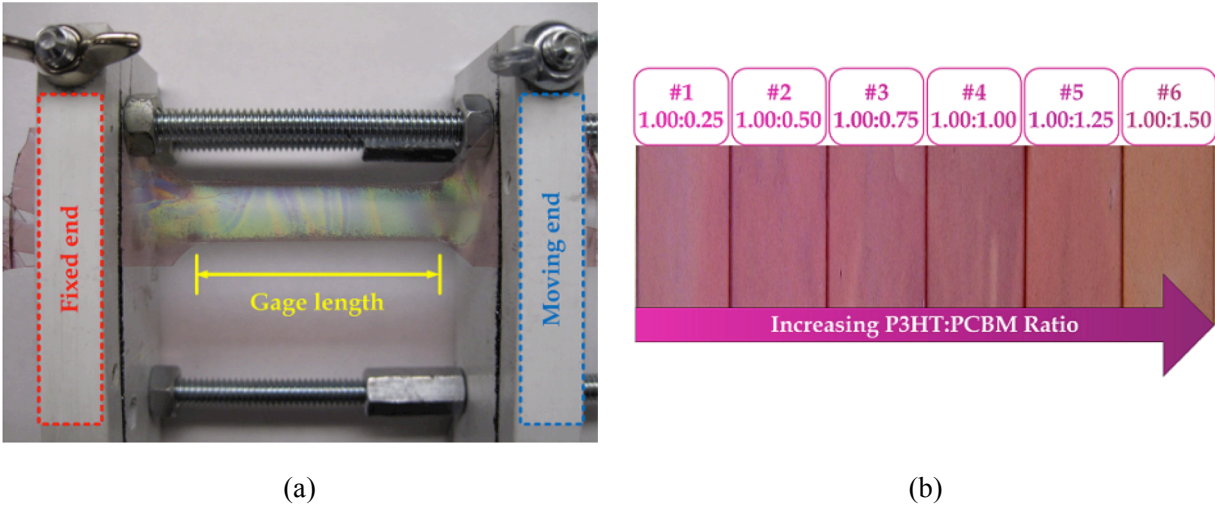 Fixed end
Gage length
Moving end
(a)
#1
1.00:0.25
#2
1.00:0.50
#3
1.00:0.75
#4
1.00:1.00
#5
1.00:1.25
#6
1.00:1.50
Increasing P3HT:PCBM Ratio
(b)